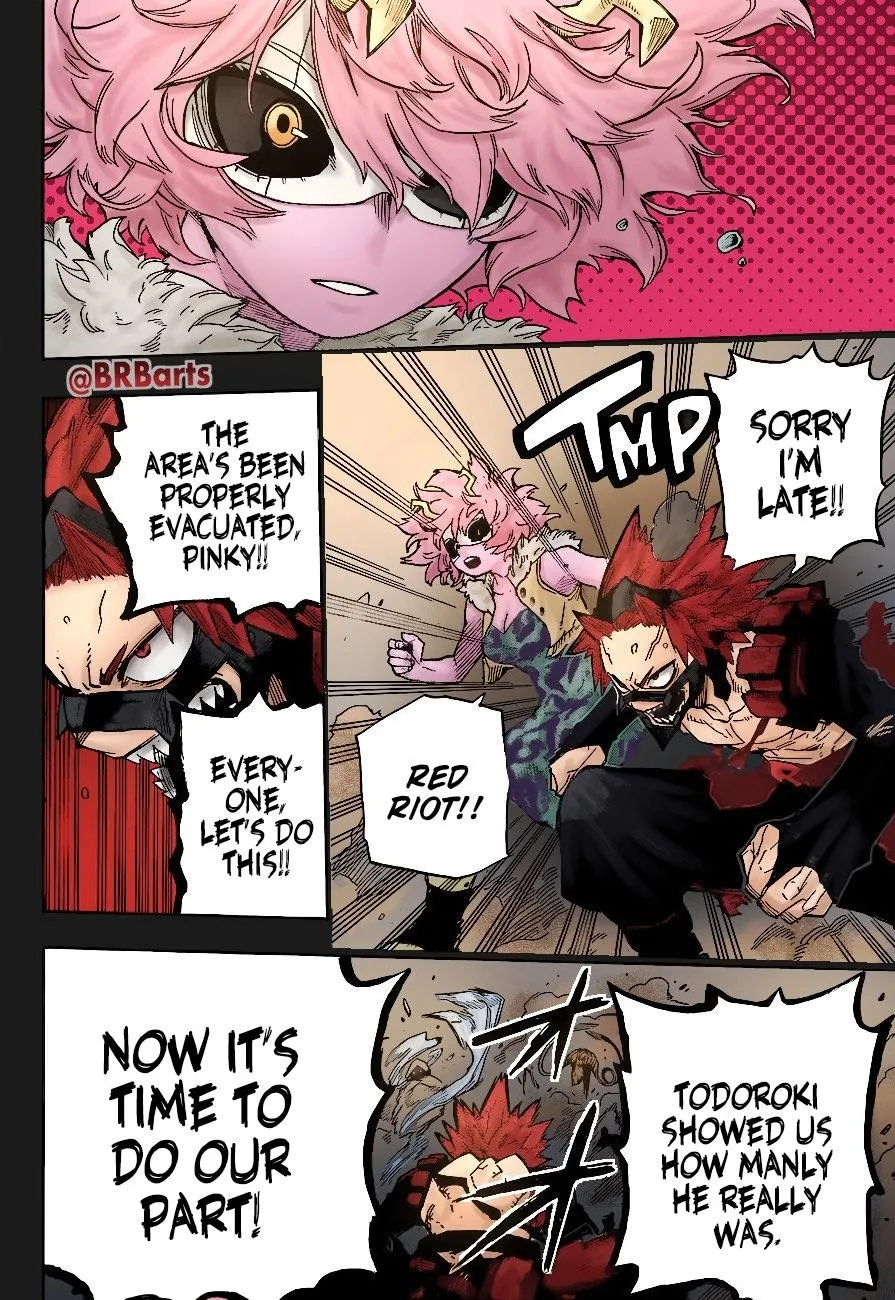 @BRBarts
SORRY
I'M
LATE!!
TMP
RED
RIOT!!
THE
AREA'S BEEN
PROPERLY
EVACUATED,
PINKY!!
EVERY-
ONE,
LET'S DO
THIS!!
TODOROKI
SHOWED US
HOW MANLY
HE REALLY
WAS.
NOW IT'S
TIME TO
DO OUR
PART!